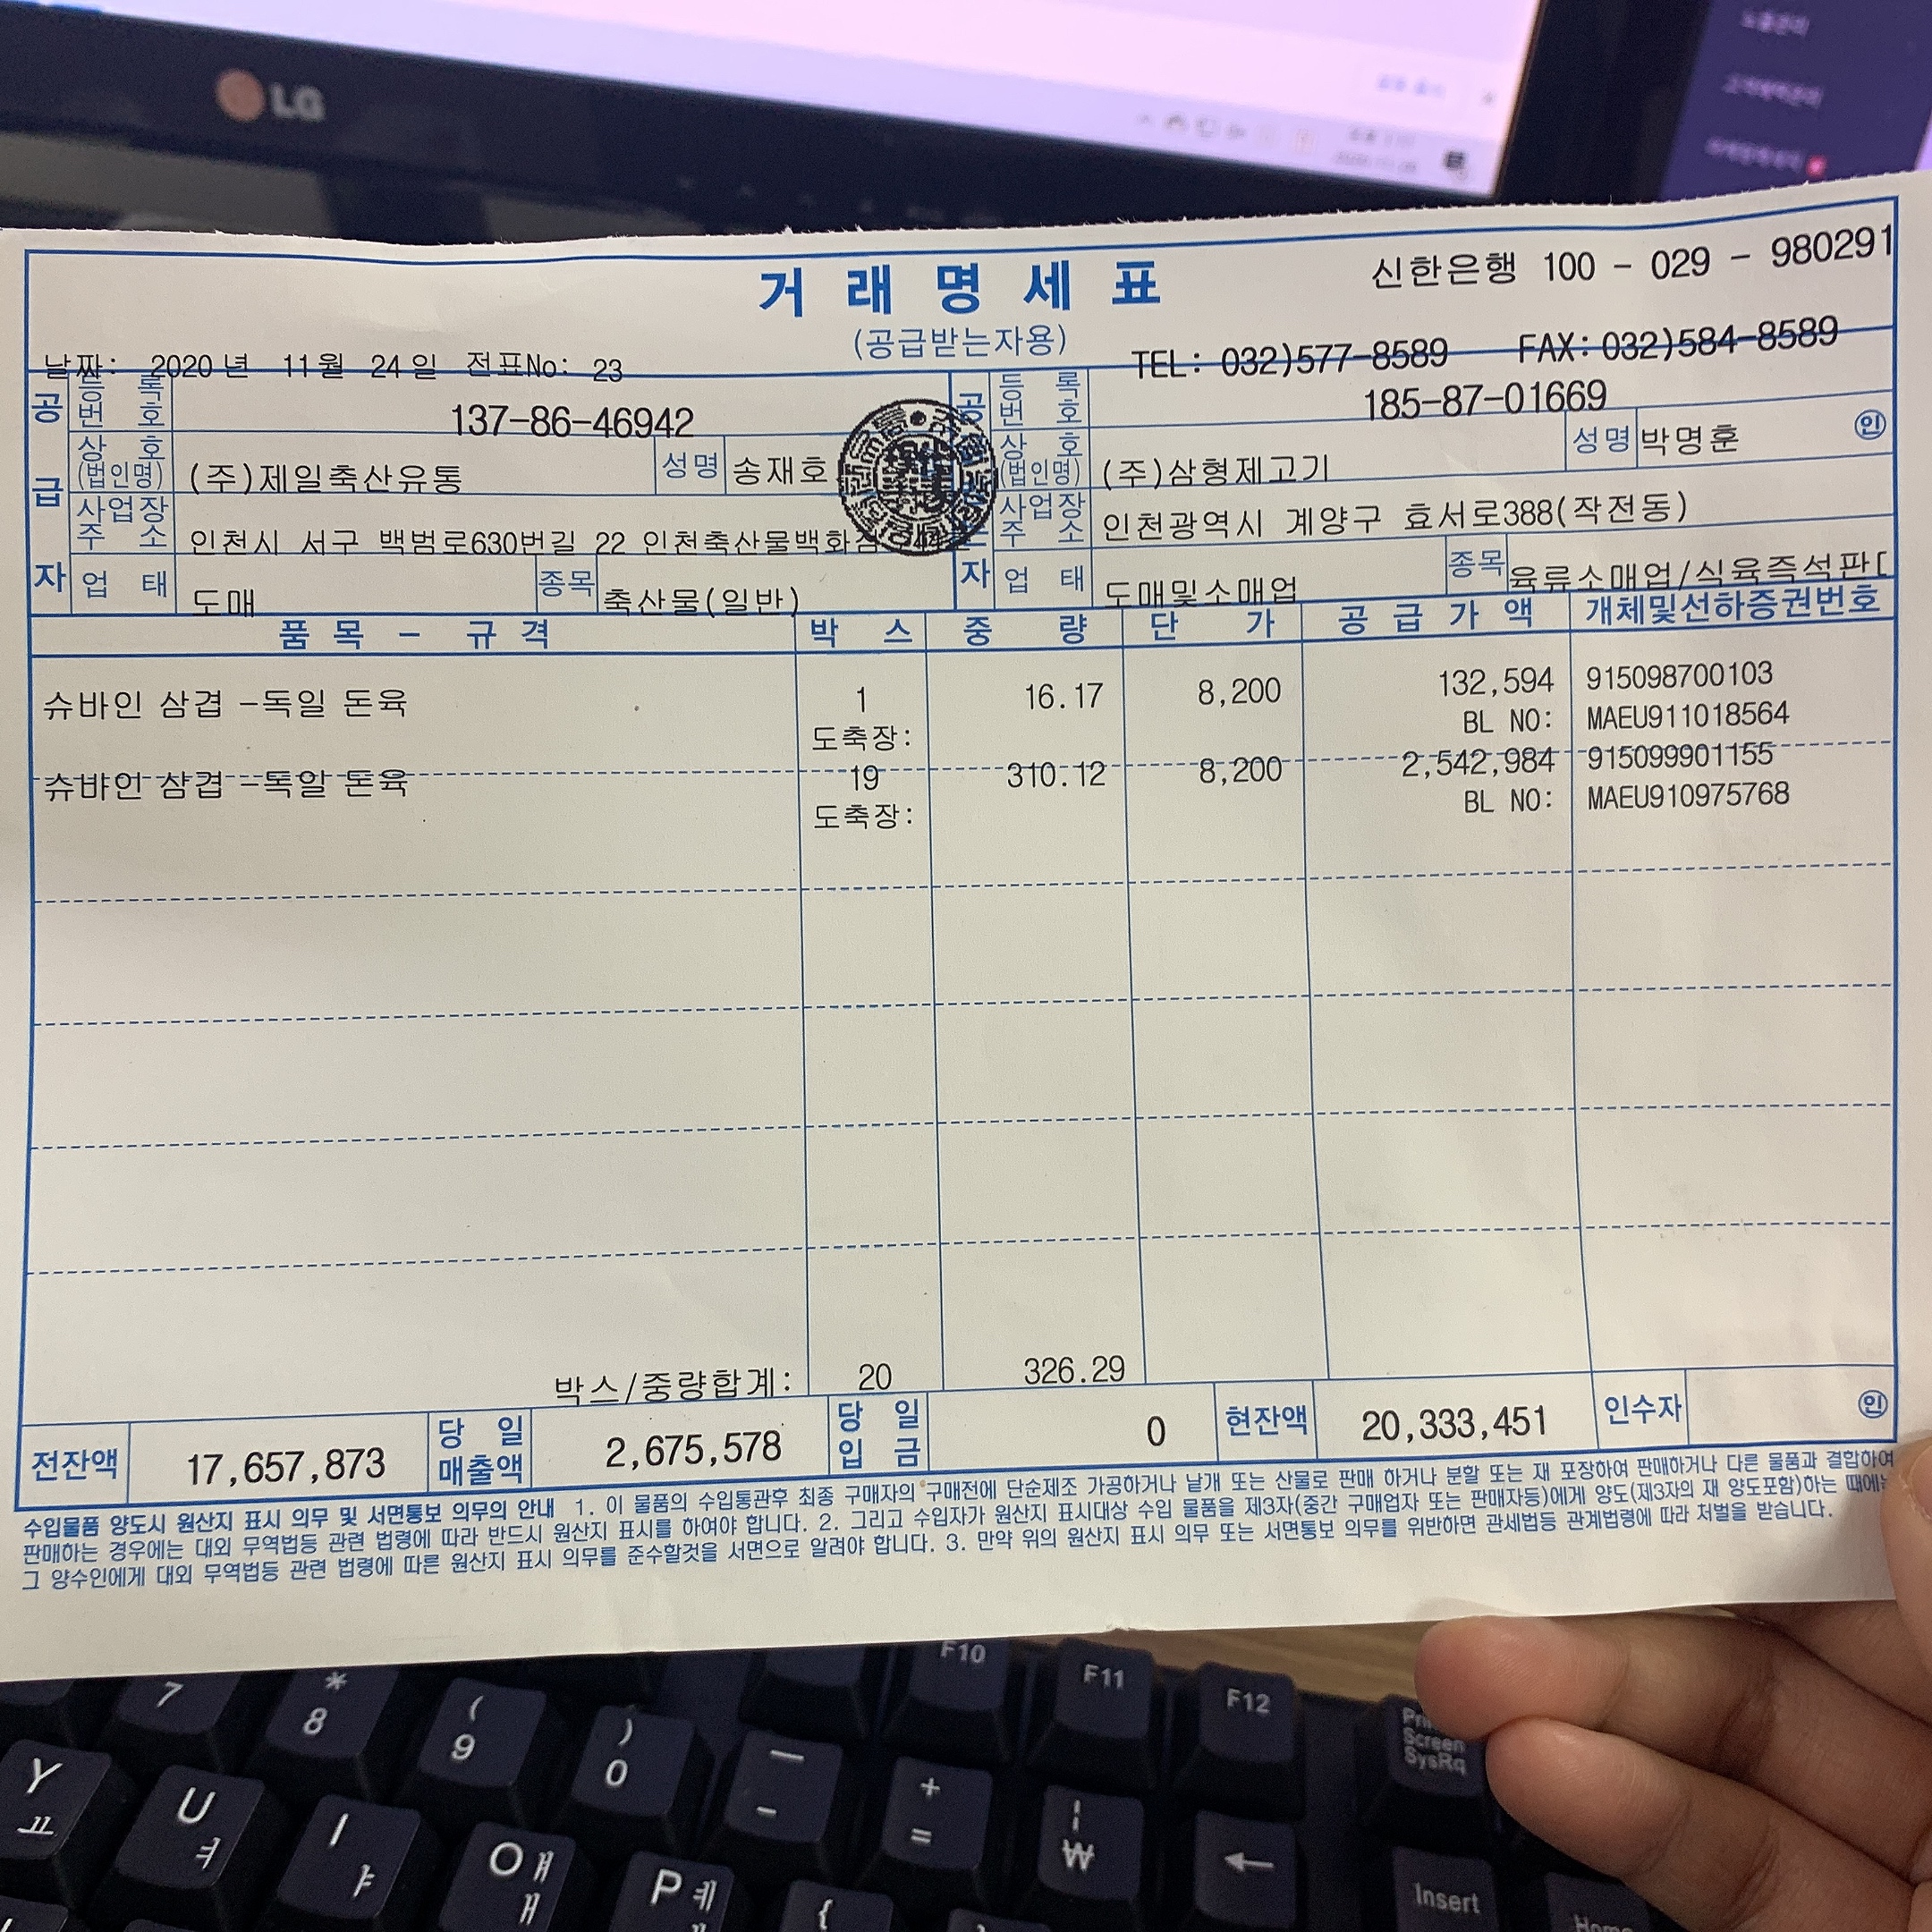 LG
거래명세표
신한은행 100 - 029 - 980291
(공급받는자용)
날짜: 2020 년 11월 24 일 전표No: 23
TEL: 032)577-8589 FAX: 032)584-8589
공급자
등록번호 137-86-46942
상호(법인명) (주)제일축산유통 성명 송재호
사업장주소 인천시 서구 백범로630번길 22 인천축산물백화점
업태 도매 종목 축산물(일반)
등록번호 185-87-01669
상호(법인명) (주)삼형제고기 성명 박명훈 ㊞
사업장주소 인천광역시 계양구 효서로388(작전동)
업태 도매및소매업 종목 육류소매업/식육즉석판[
품목 - 규격 박스 중량 단가 공급가액 개체및선하증권번호
슈바인 삼겹 -독일 돈육 1 16.17 8,200 132,594 915098700103
도축장: BL NO: MAEU911018564
슈바인 삼겹 -독일 돈육 19 310.12 8,200 2,542,984 915099901155
도축장: BL NO: MAEU910975768
박스/중량합계: 20 326.29
전잔액 17,657,873 당일매출액 2,675,578 당일입금 0 현잔액 20,333,451 인수자 ㊞
수입물품 양도시 원산지 표시 의무 및 서면통보 의무의 안내 1. 이 물품의 수입통관후 최종 구매자의 구매전에 단순제조 가공하거나 낱개 또는 산물로 판매 하거나 분할 또는 재 포장하여 판매하거나 다른 물품과 결합하여
판매하는 경우에는 대외 무역법등 관련 법령에 따라 반드시 원산지 표시를 하여야 합니다. 2. 그리고 수입자가 원산지 표시대상 수입 물품을 제3자(중간 구매업자 또는 판매자등)에게 양도(제3자의 재 양도포함)하는 때에는
그 양수인에게 대외 무역법등 관련 법령에 따른 원산지 표시 의무를 준수할것을 서면으로 알려야 합니다. 3. 만약 위의 원산지 표시 의무 또는 서면통보 의무를 위반하면 관세법등 관계법령에 따라 처벌을 받습니다.
F10 F11 F12 Screen SysRq
7 * 8 ( 9 ) 0 — - + = ₩ ← Insert
Y ㅛ U ㅕ I ㅑ O ㅒ ㅐ P ㅖ {